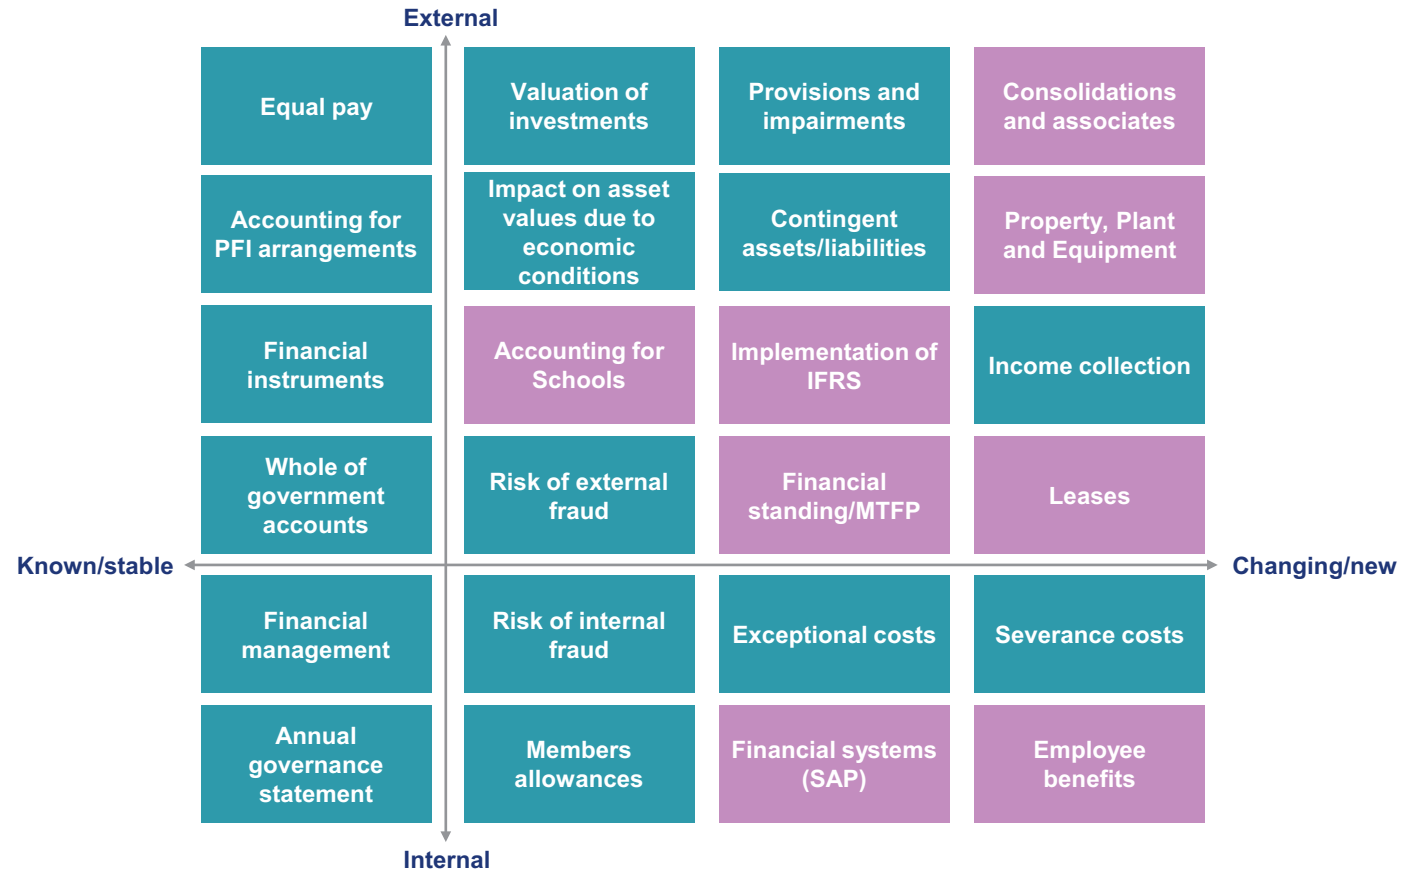 External
Equal pay
Valuation of
investments
Provisions and
impairments
Consolidations
and associates
Accounting for
PFI arrangements
Impact on asset
values due to
economic
conditions
Contingent
assets/liabilities
Property, Plant
and Equipment
Financial
instruments
Accounting for
Schools
Implementation of
IFRS
Income collection
Whole of
government
accounts
Risk of external
fraud
Financial
standing/MTFP
Leases
Known/stable
Changing/new
Financial
management
Risk of internal
fraud
Exceptional costs
Severance costs
Annual
governance
statement
Members
allowances
Financial systems
(SAP)
Employee
benefits
Internal